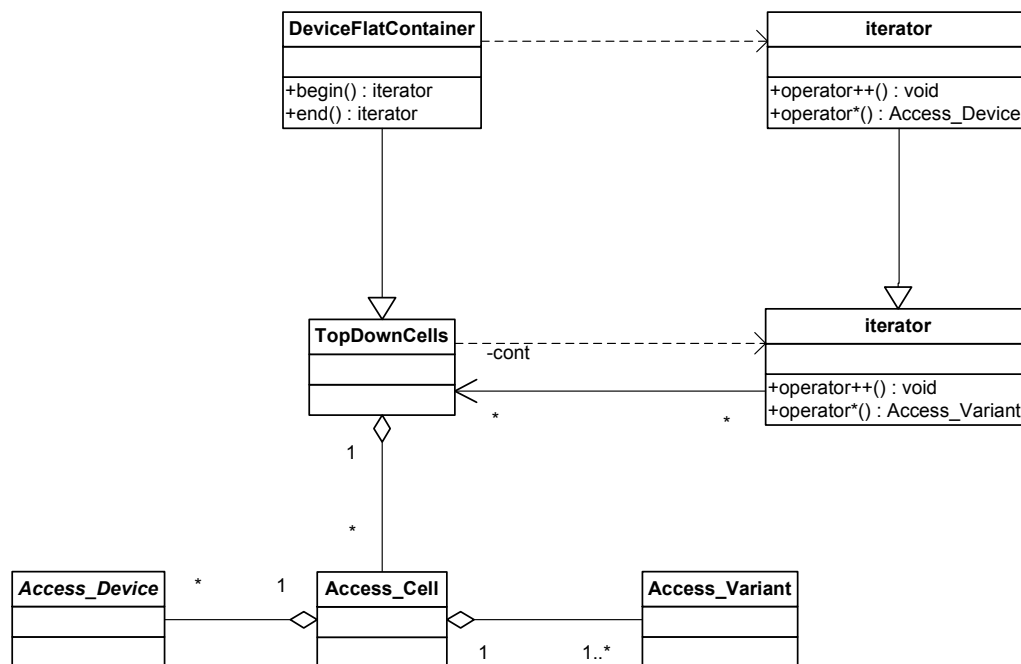 DeviceFlatContainer
+begin() : iterator
+end() : iterator
iterator
+operator++() : void
+operator*() : Access_Device
TopDownCells
-cont
*
*
iterator
+operator++() : void
+operator*() : Access_Variant
1
*
Access_Device
*
1
Access_Cell
1
1..*
Access_Variant